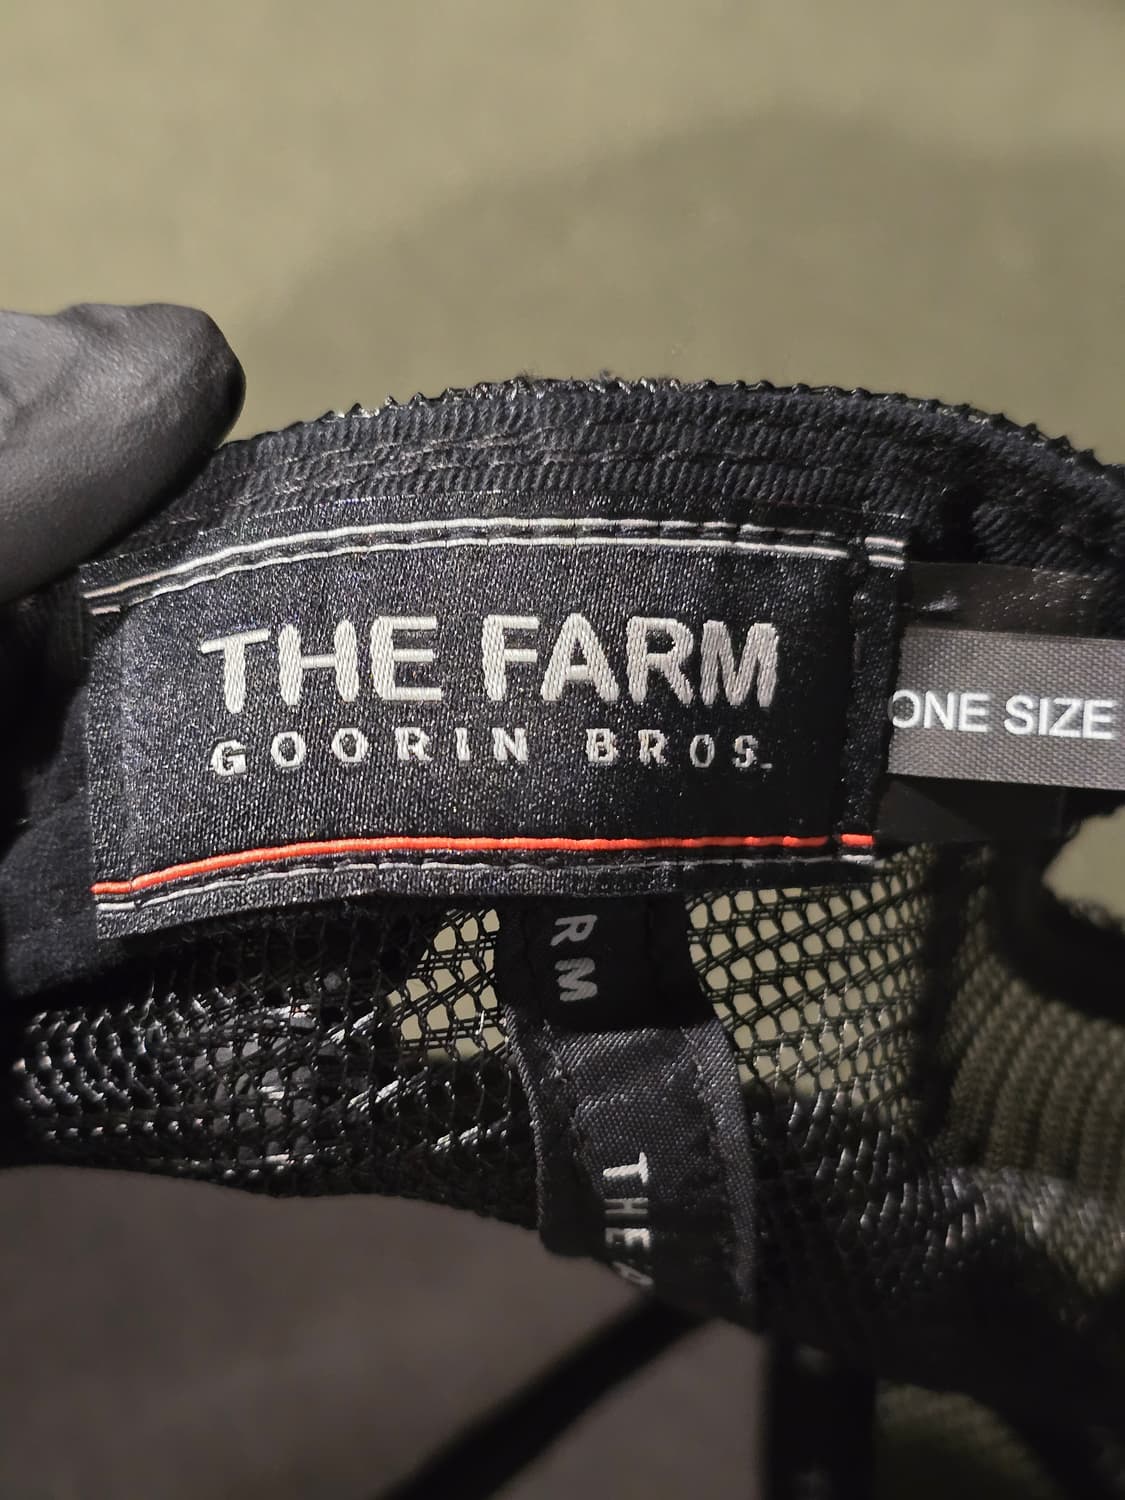 THE FARM
GOORIN BROS.
ONE SIZE
RM
THE